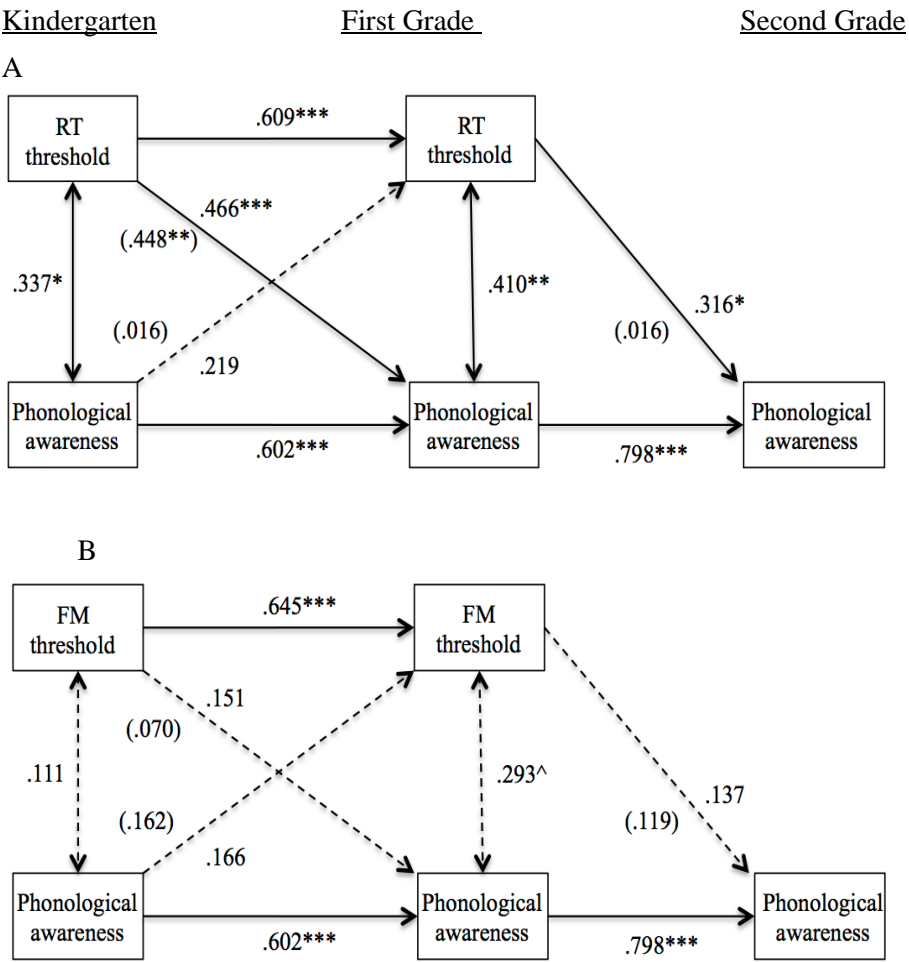 Kindergarten First Grade Second Grade
A
RT
threshold
.609***
RT
threshold
.466***
(.448**)
.337*
.410**
(.016)
.219
.316*
(.016)
Phonological
awareness
.602***
Phonological
awareness
.798***
Phonological
awareness
B
FM
threshold
.645***
FM
threshold
.151
(.070)
.111
.293^
(.162)
.166
.137
(.119)
Phonological
awareness
.602***
Phonological
awareness
.798***
Phonological
awareness